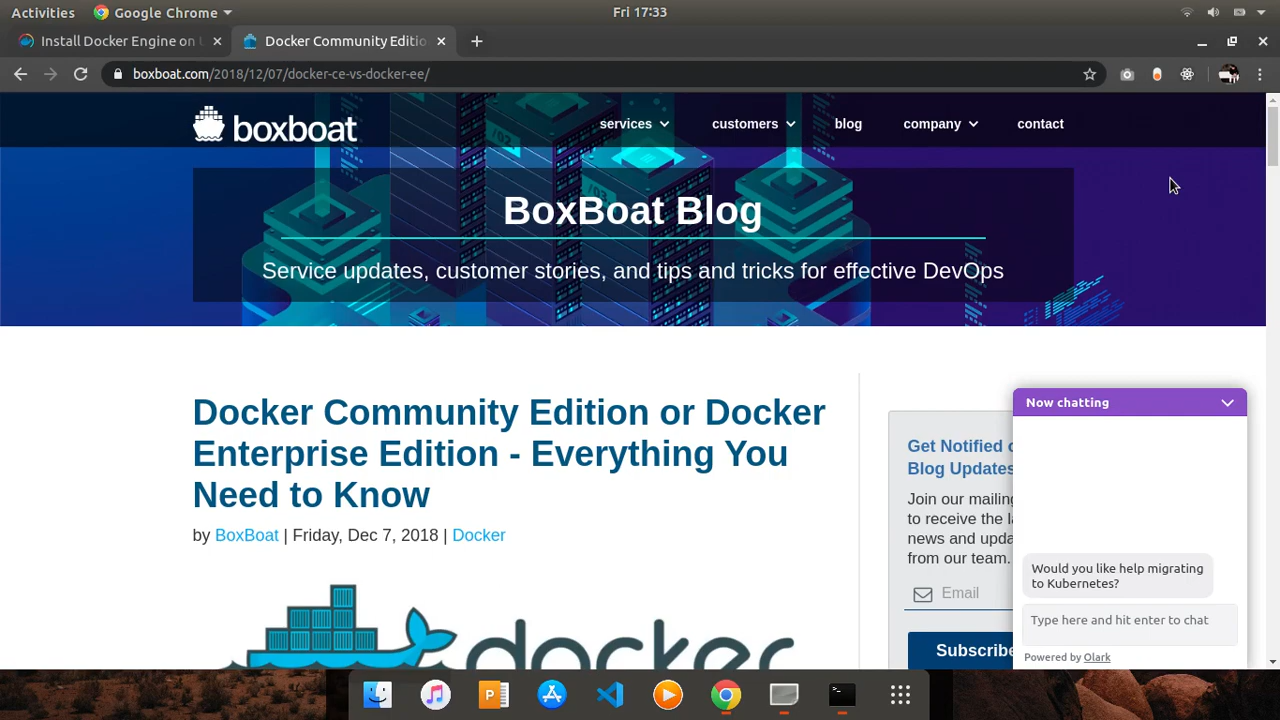 Activities
Google Chrome
Fri 17:33
Install Docker Engine on U
Docker Community Editio
boxboat.com/2018/12/07/docker-ce-vs-docker-ee/
boxboat
services
customers
blog
company
contact
BoxBoat Blog
Service updates, customer stories, and tips and tricks for effective DevOps
Docker Community Edition or Docker
Enterprise Edition - Everything You
Need to Know
by BoxBoat | Friday, Dec 7, 2018 | Docker
docker
Get Notified
Blog Updates
Join our mailing
to receive the
news and
from our team.
Email
Subscribe
Now chatting
Would you like help migrating
to Kubernetes?
Type here and hit enter to chat
Powered by Olark